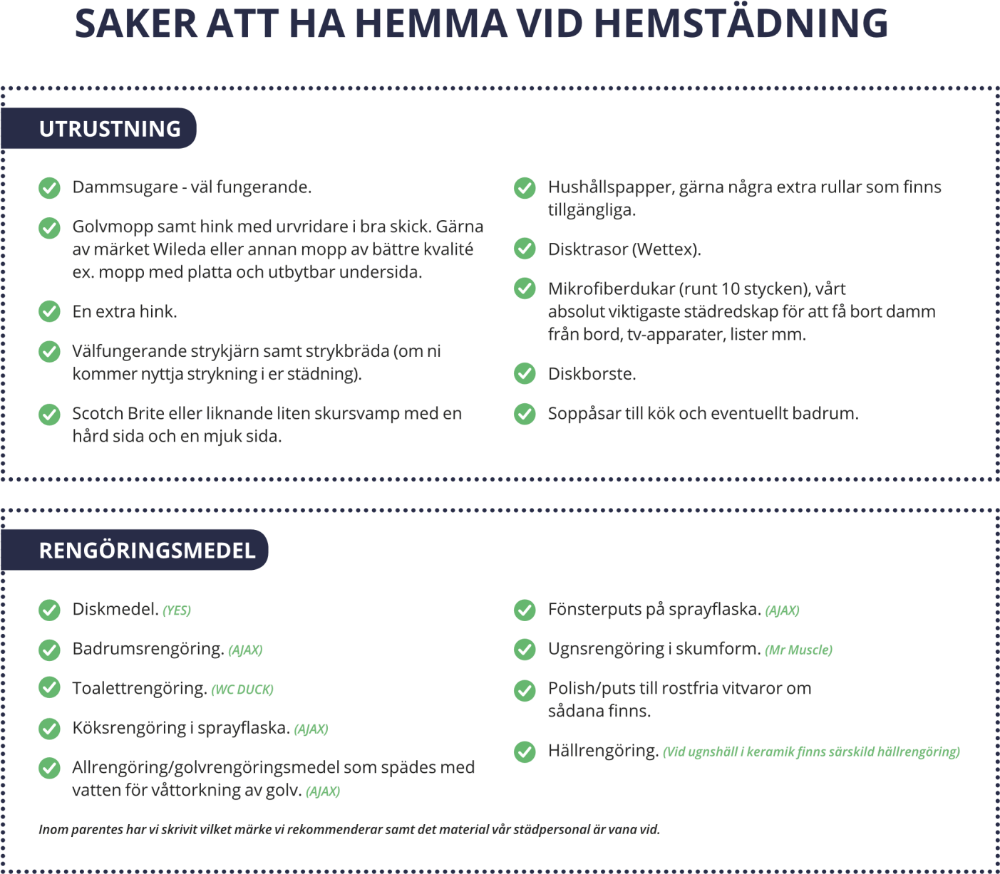 SAKER ATT HA HEMMA VID HEMSTÄDNING
UTRUSTNING
Dammsugare - väl fungerande.
Golvmopp samt hink med urvridare i bra skick. Gärna
av märket Wileda eller annan mopp av bättre kvalité
ex. mopp med platta och utbytbar undersida.
En extra hink.
Välfungerande strykjärn samt strykbräda (om ni
kommer nyttja strykning i er städning).
Scotch Brite eller liknande liten skursvamp med en
hård sida och en mjuk sida.
Hushållspapper, gärna några extra rullar som finns
tillgängliga.
Disktrasor (Wettex).
Mikrofiberdukar (runt 10 stycken), vårt
absolut viktigaste städredskap för att få bort damm
från bord, tv-apparater, lister mm.
Diskborste.
Soppåsar till kök och eventuellt badrum.
RENGÖRINGSMEDEL
Diskmedel. (YES)
Badrumsrengöring. (AJAX)
Toalettrengöring. (WC DUCK)
Köksrengöring i sprayflaska. (AJAX)
Allrengöring/golvrengöringsmedel som spädes med
vatten för våttorkning av golv. (AJAX)
Fönsterputs på sprayflaska. (AJAX)
Ugnsrengöring i skumform. (Mr Muscle)
Polish/puts till rostfria vitvaror om
sådana finns.
Hällrengöring. (Vid ugnshäll i keramik finns särskild hällrengöring)
Inom parentes har vi skrivit vilket märke vi rekommenderar samt det material vår städpersonal är vana vid.